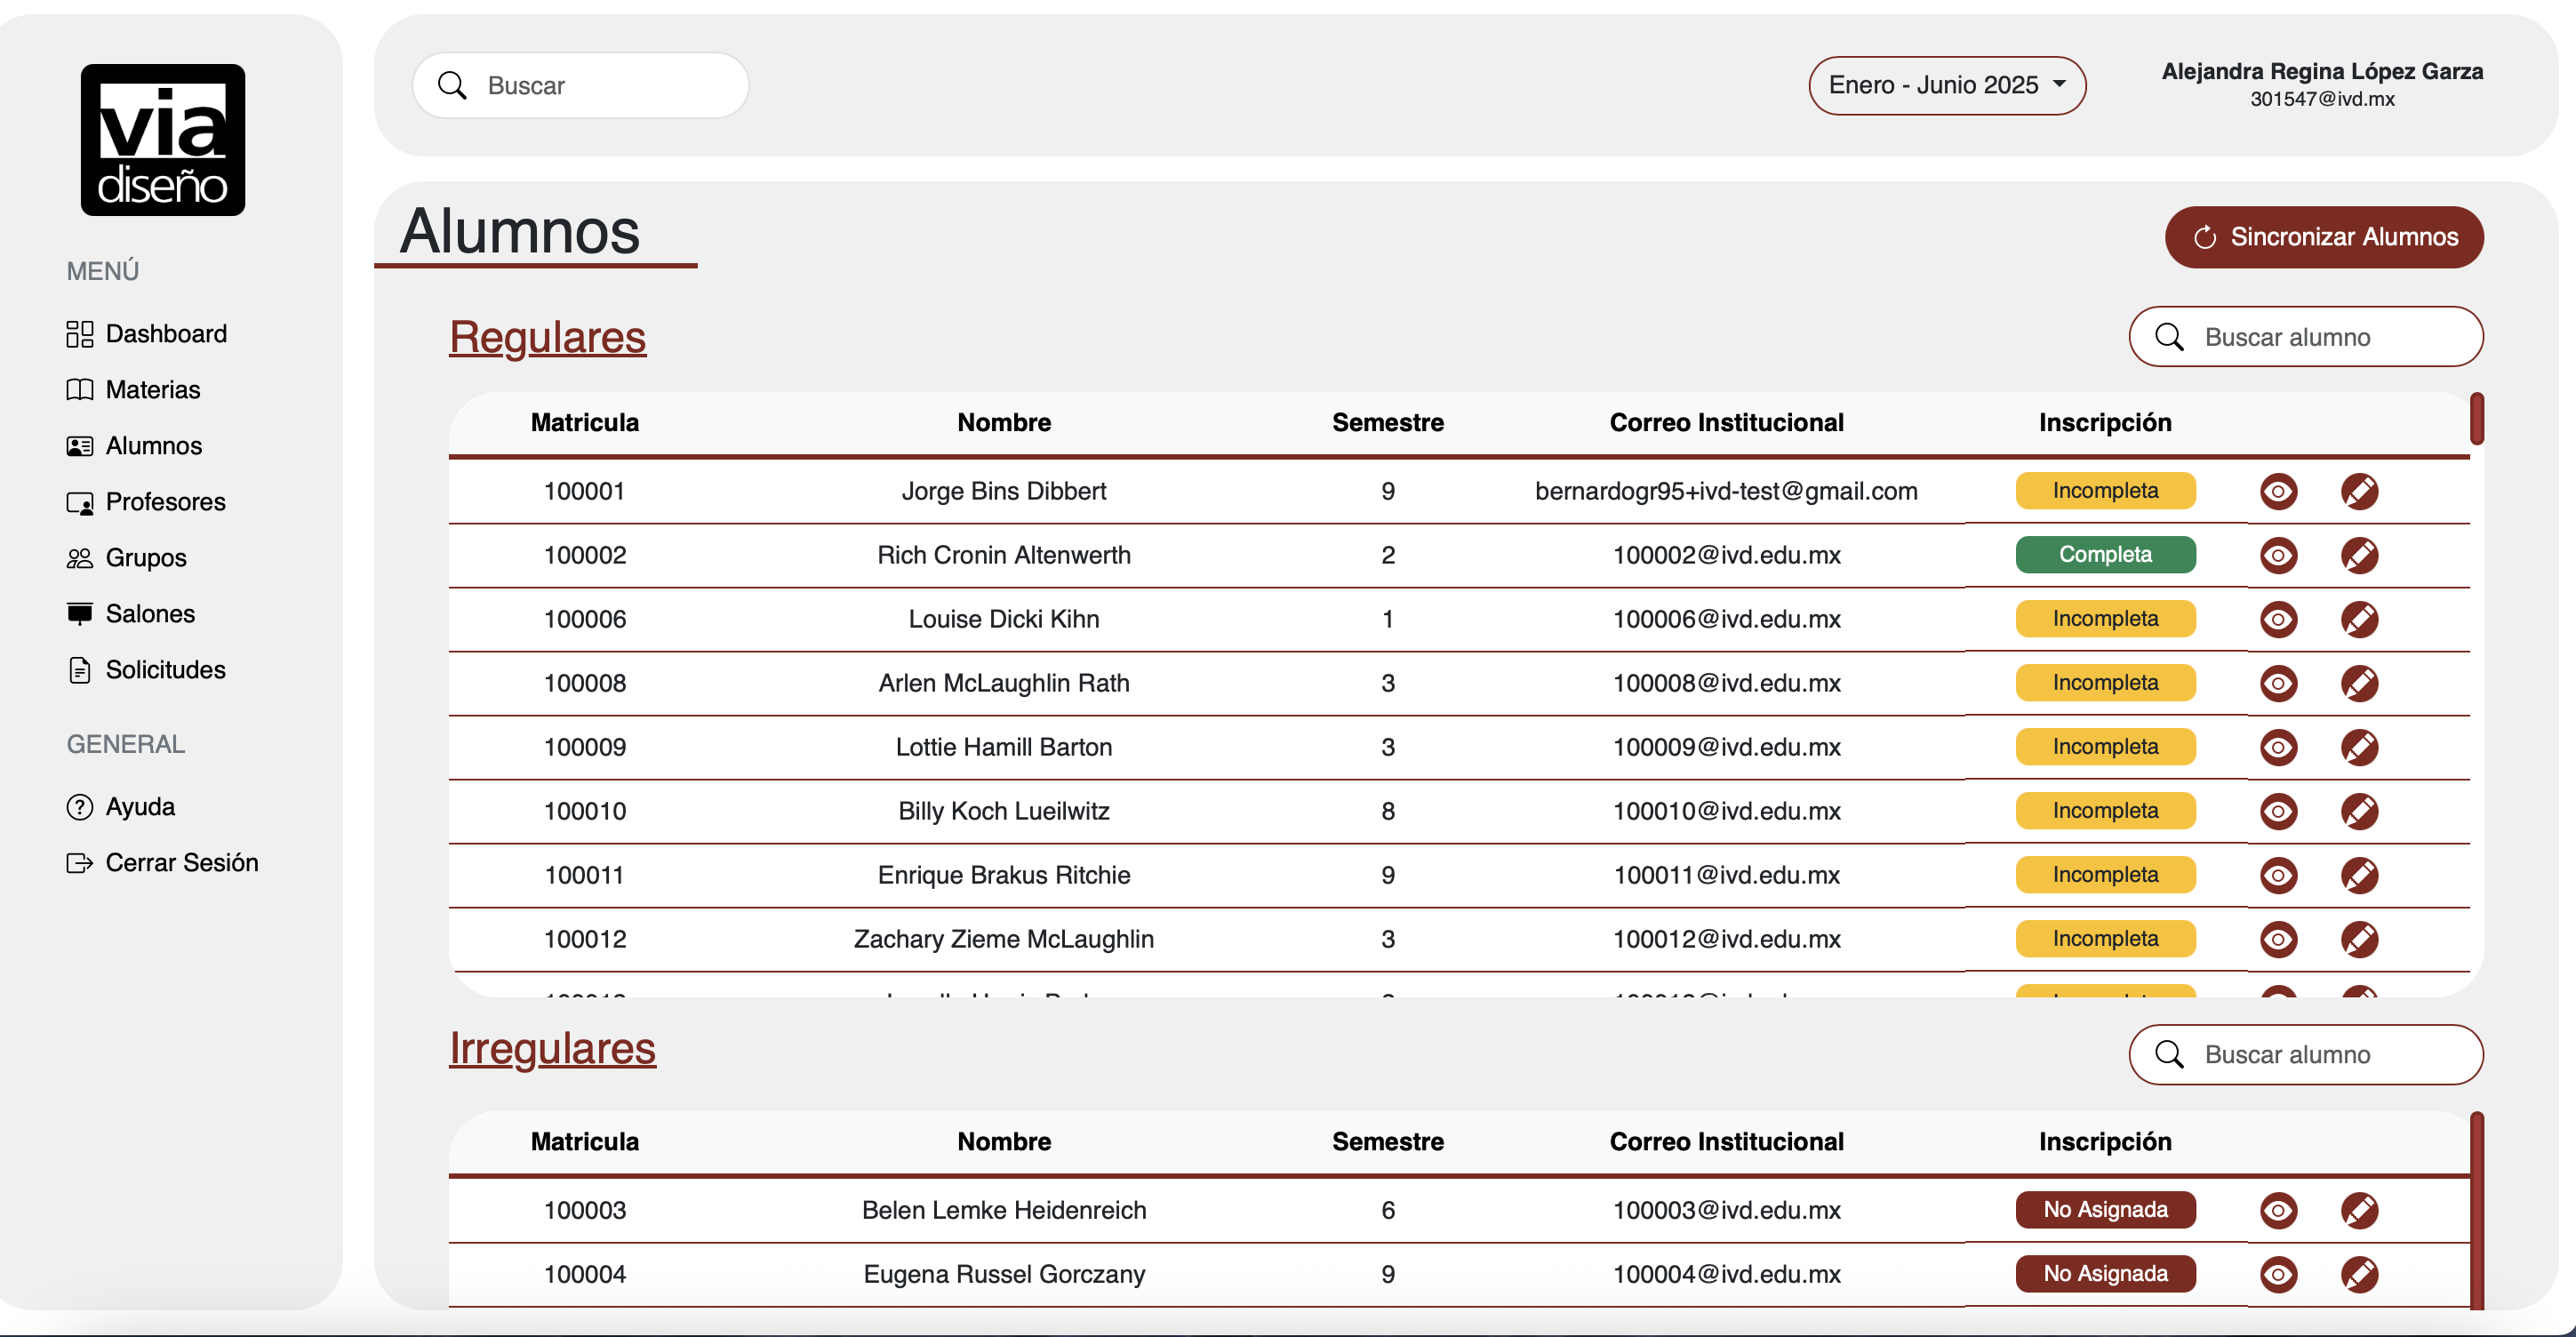 via
diseño
MENÚ
Dashboard
Materias
Alumnos
Profesores
Grupos
Salones
Solicitudes
GENERAL
Ayuda
Cerrar Sesión
Buscar
Enero - Junio 2025
Alejandra Regina López Garza
301547@ivd.mx
Alumnos
Sincronizar Alumnos
Regulares
Buscar alumno
Matricula Nombre Semestre Correo Institucional Inscripción
100001 Jorge Bins Dibbert 9 bernardogr95+ivd-test@gmail.com Incompleta
100002 Rich Cronin Altenwerth 2 100002@ivd.edu.mx Completa
100006 Louise Dicki Kihn 1 100006@ivd.edu.mx Incompleta
100008 Arlen McLaughlin Rath 3 100008@ivd.edu.mx Incompleta
100009 Lottie Hamill Barton 3 100009@ivd.edu.mx Incompleta
100010 Billy Koch Lueilwitz 8 100010@ivd.edu.mx Incompleta
100011 Enrique Brakus Ritchie 9 100011@ivd.edu.mx Incompleta
100012 Zachary Zieme McLaughlin 3 100012@ivd.edu.mx Incompleta
Irregulares
Buscar alumno
Matricula Nombre Semestre Correo Institucional Inscripción
100003 Belen Lemke Heidenreich 6 100003@ivd.edu.mx No Asignada
100004 Eugena Russel Gorczany 9 100004@ivd.edu.mx No Asignada